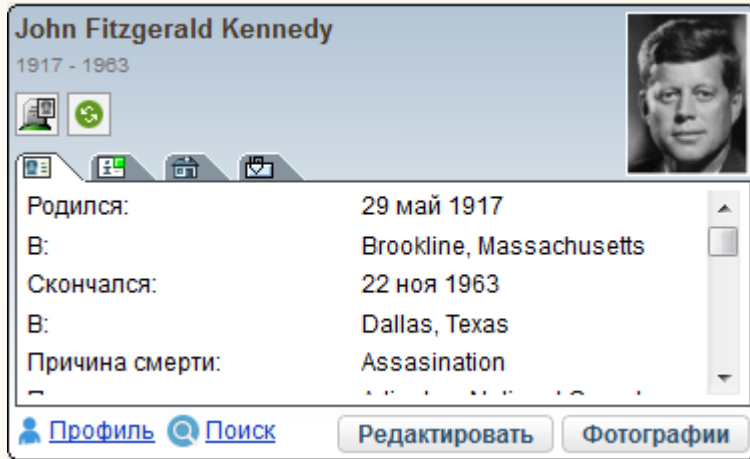 John Fitzgerald Kennedy
1917 - 1963
Родился: 29 май 1917
В: Brookline, Massachusetts
Скончался: 22 ноя 1963
В: Dallas, Texas
Причина смерти: Assasination
Профиль Поиск Редактировать Фотографии